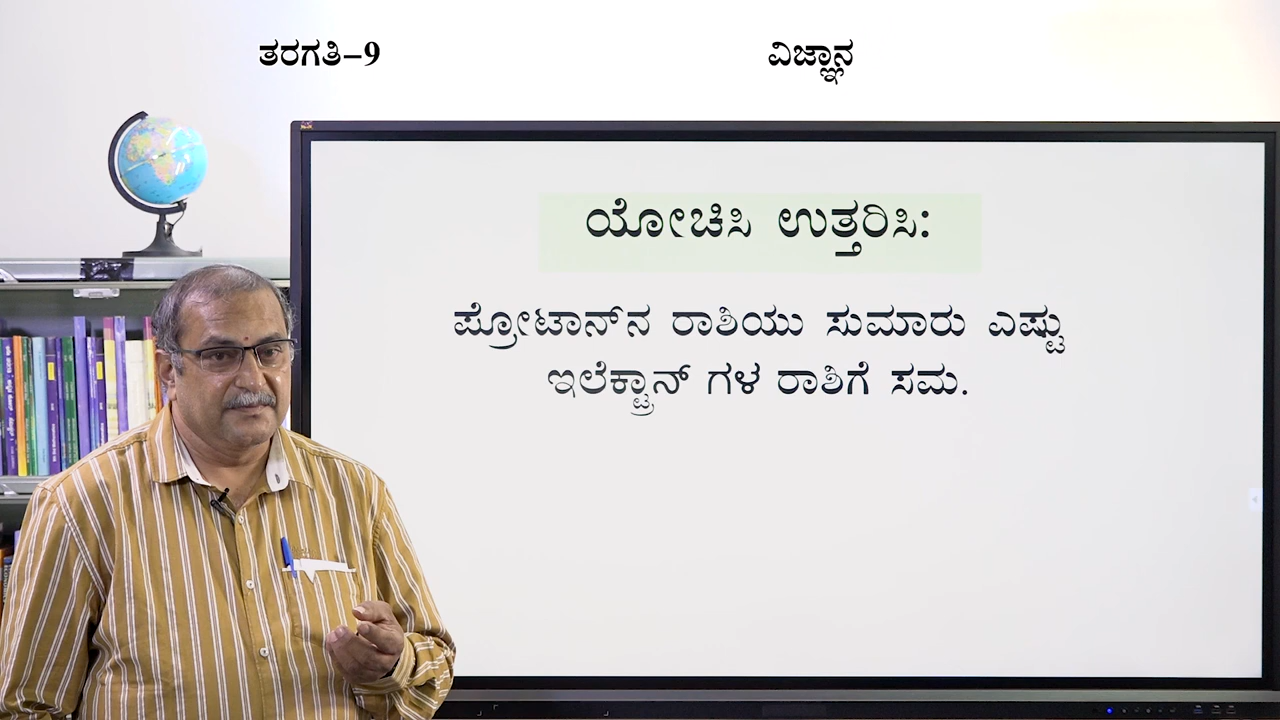 ತರಗತಿ–9
ವಿಜ್ಞಾನ
ಯೋಚಿಸಿ ಉತ್ತರಿಸಿ:
ಪ್ರೋಟಾನ್‌ನ ರಾಶಿಯು ಸುಮಾರು ಎಷ್ಟು
ಇಲೆಕ್ಟ್ರಾನ್ ಗಳ ರಾಶಿಗೆ ಸಮ.